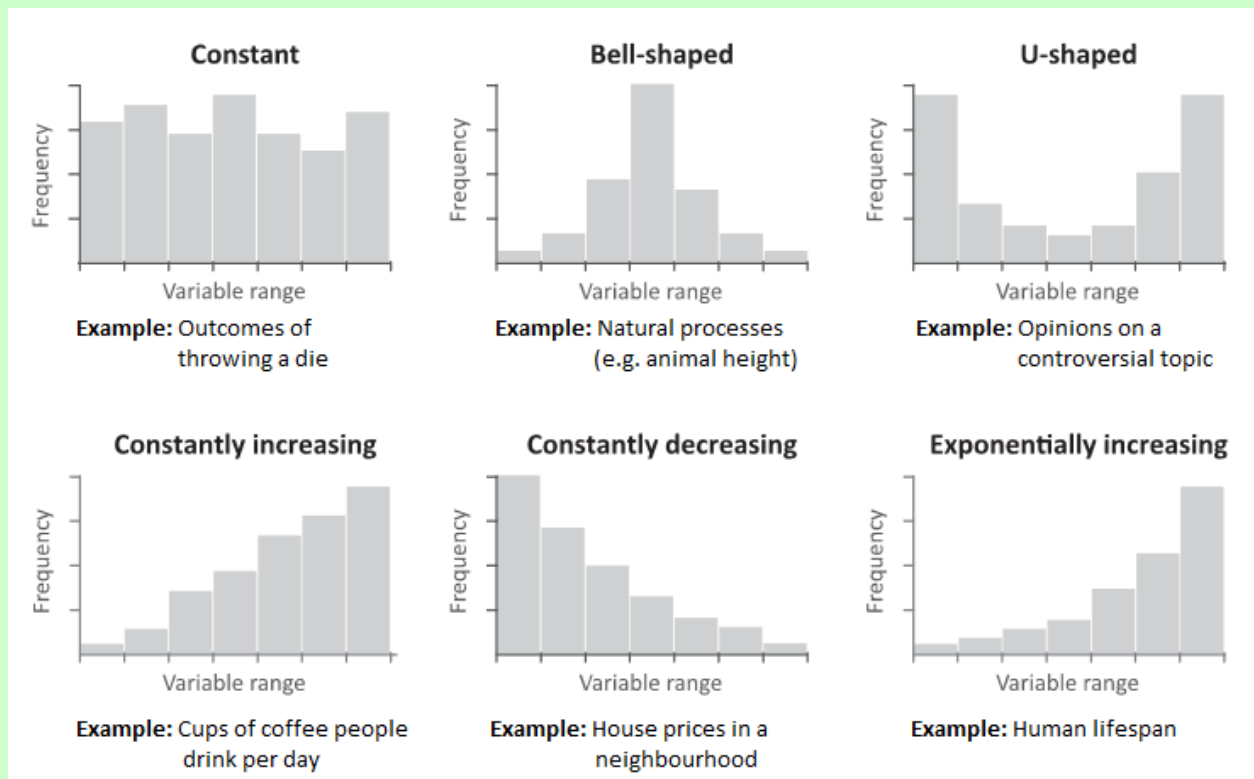 Constant
Frequency
Variable range
Example: Outcomes of
throwing a die
Bell-shaped
Frequency
Variable range
Example: Natural processes
(e.g. animal height)
U-shaped
Frequency
Variable range
Example: Opinions on a
controversial topic
Constantly increasing
Frequency
Variable range
Example: Cups of coffee people
drink per day
Constantly decreasing
Frequency
Variable range
Example: House prices in a
neighbourhood
Exponentially increasing
Frequency
Variable range
Example: Human lifespan